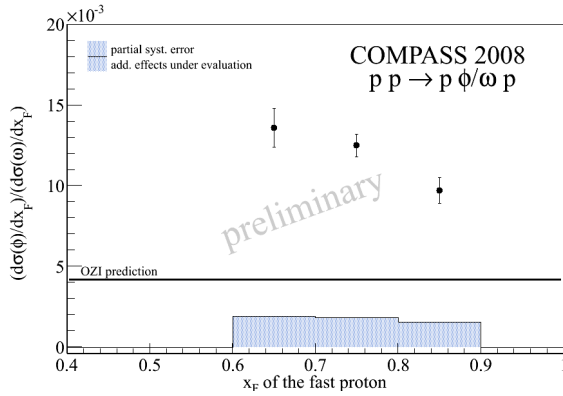 20 ×10⁻³
partial syst. error
add. effects under evaluation
COMPASS 2008
p p → p ϕ/ω p
15
(dσ(ϕ)/dx_F)/(dσ(ω)/dx_F)
10
preliminary
5
OZI prediction
0
0.4 0.5 0.6 0.7 0.8 0.9 1
x_F of the fast proton